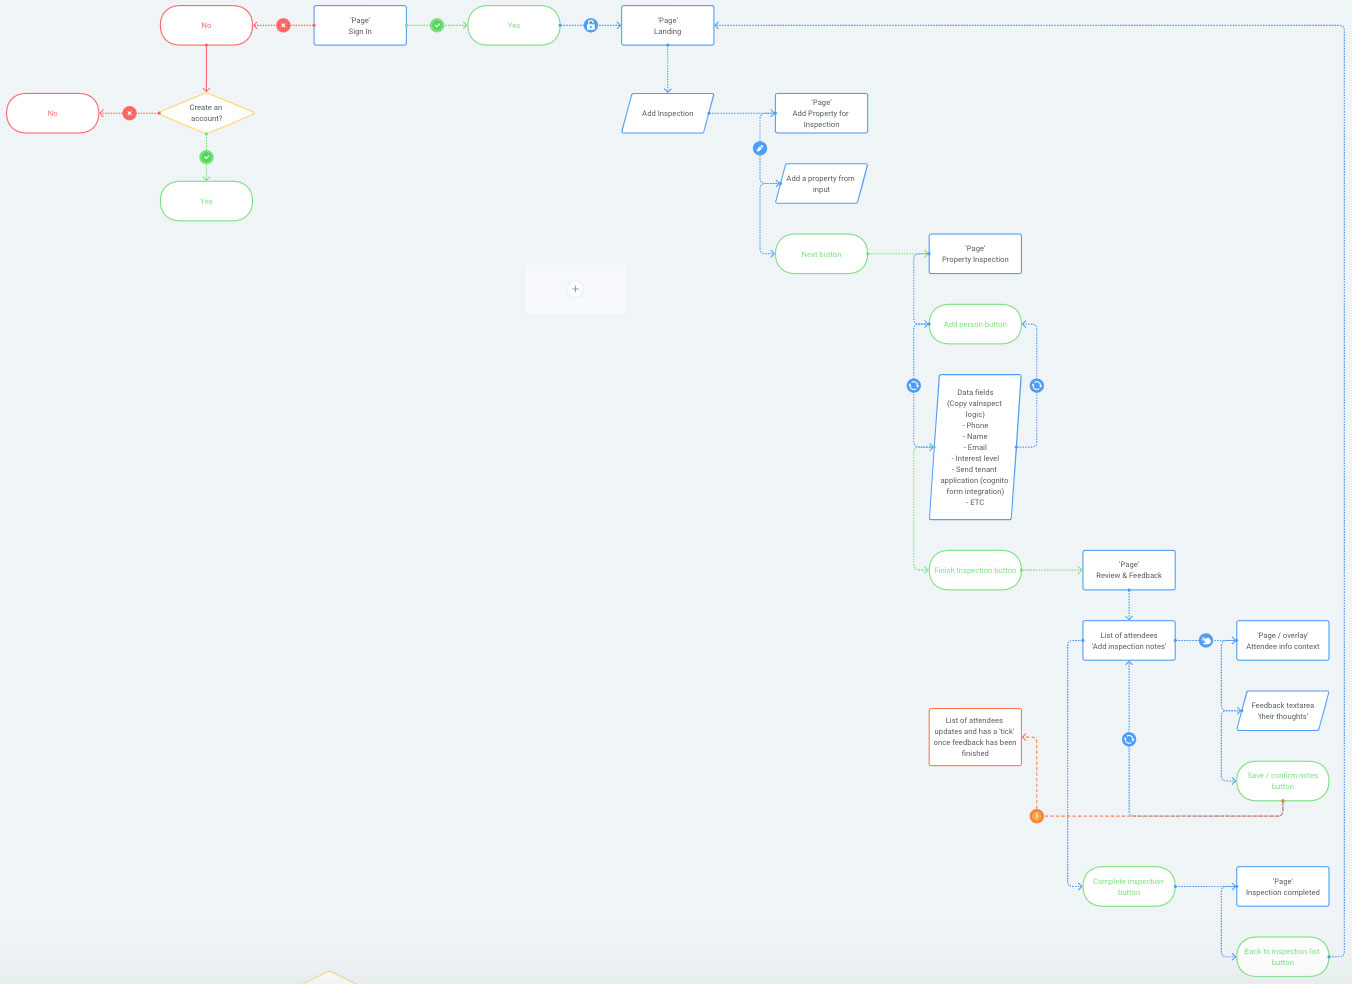 No
'Page'
Sign In
Yes
'Page'
Landing
No
Create an
account?
Add Inspection
'Page'
Add Property for
Inspection
Yes
Add a property from
input
Next button
'Page'
Property Inspection
Add person button
Data fields
(Copy vaInspect
logic)
- Phone
- Name
- Email
- Interest level
- Send tenant
application (cognito
form integration)
- ETC
Finish Inspection button
'Page'
Review & Feedback
List of attendees
'Add inspection notes'
'Page / overlay'
Attendee info context
Feedback textarea
'their thoughts'
List of attendees
updates and has a 'tick'
once feedback has been
finished
Save / confirm notes
button
Complete inspection
button
'Page'
Inspection completed
Back to inspection list
button